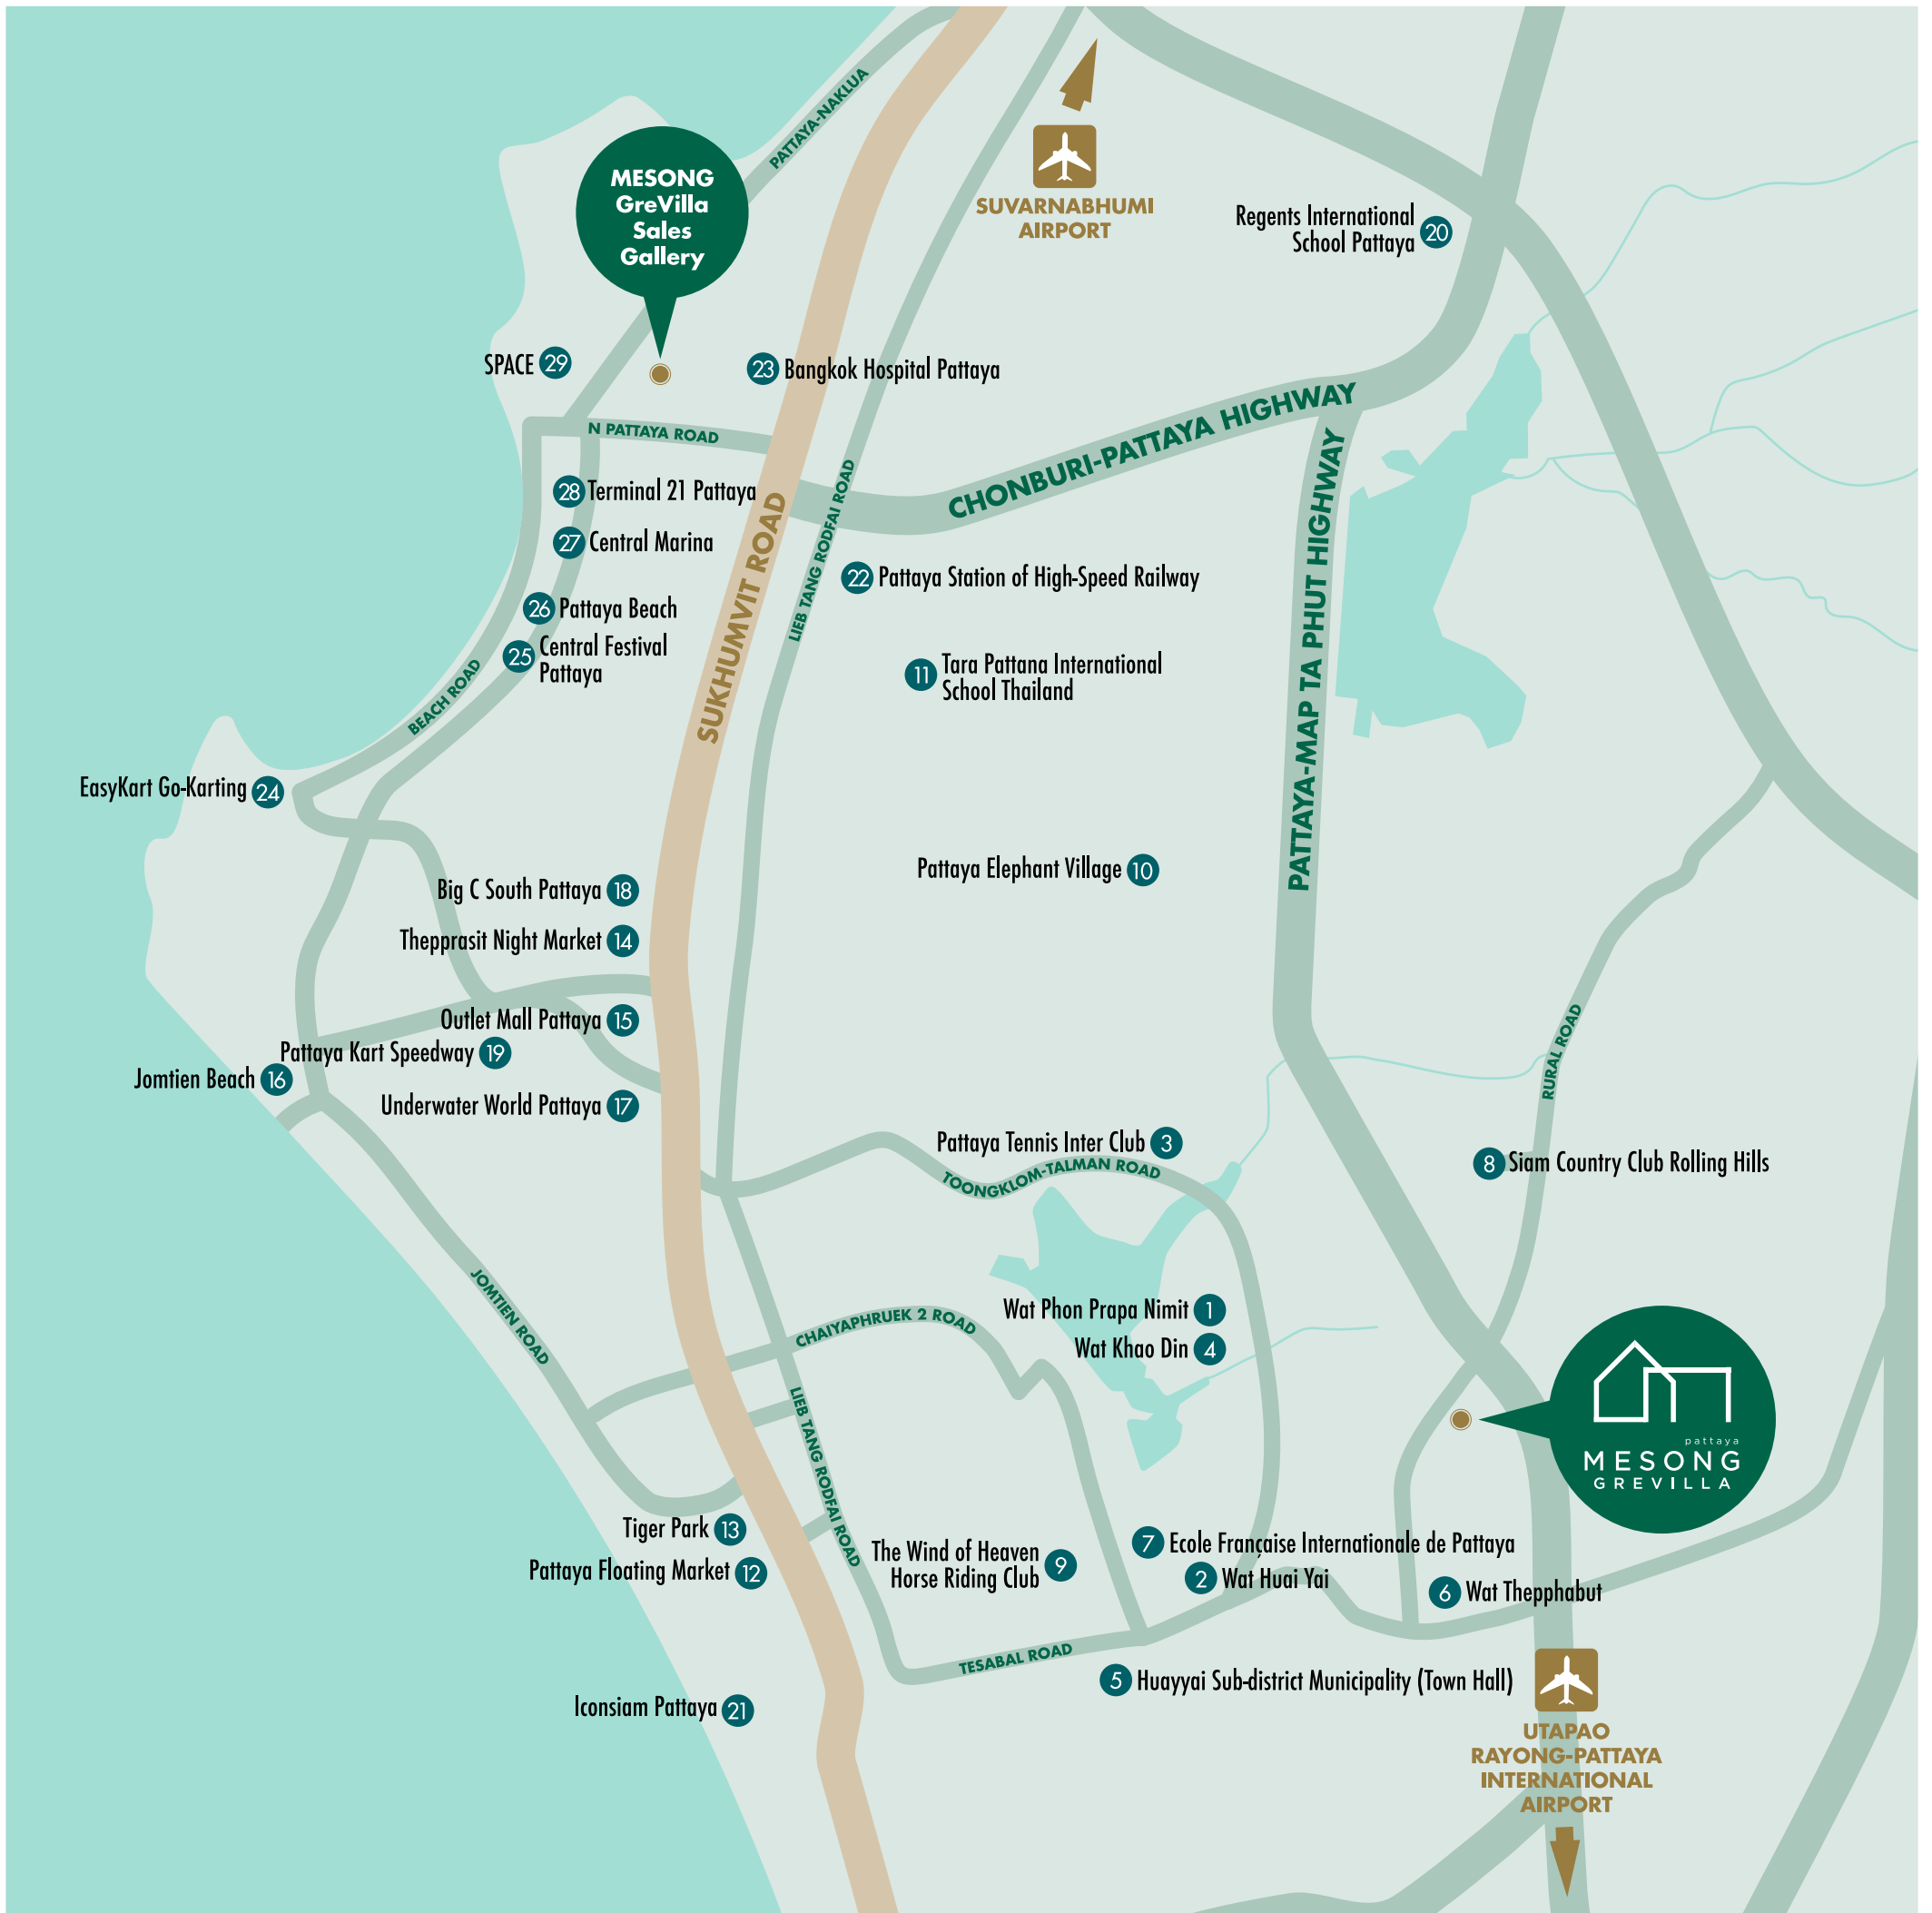 PATTAYA-NAKLUA
MESONG
GreVilla
Sales
Gallery
SUVARNABHUMI
AIRPORT
Regents International
School Pattaya
20
SPACE 29
23 Bangkok Hospital Pattaya
N PATTAYA ROAD
CHONBURI-PATTAYA HIGHWAY
28 Terminal 21 Pattaya
27 Central Marina
SUKHUMVIT ROAD
LIEB TANG RODFAI ROAD
PATTAYA-MAP TA PHUT HIGHWAY
22 Pattaya Station of High-Speed Railway
26 Pattaya Beach
25 Central Festival
Pattaya
BEACH ROAD
11 Tara Pattana International
School Thailand
EasyKart Go-Karting 24
Pattaya Elephant Village 10
Big C South Pattaya 18
Thepprasit Night Market 14
Outlet Mall Pattaya 15
Pattaya Kart Speedway 19
Jomtien Beach 16
Underwater World Pattaya 17
RURAL ROAD
Pattaya Tennis Inter Club 3
TOONGKLOM-TALMAN ROAD
8 Siam Country Club Rolling Hills
JOMTIEN ROAD
CHAIYAPHRUEK 2 ROAD
Wat Phon Prapa Nimit 1
Wat Khao Din 4
pattaya
MESONG
GREVILLA
LIEB TANG RODFAI ROAD
Tiger Park 13
Pattaya Floating Market 12
The Wind of Heaven
Horse Riding Club
9
7 Ecole Française Internationale de Pattaya
2 Wat Huai Yai
6 Wat Thepphabut
TESABAL ROAD
5 Huayyai Sub-district Municipality (Town Hall)
Iconsiam Pattaya 21
UTAPAO
RAYONG-PATTAYA
INTERNATIONAL
AIRPORT